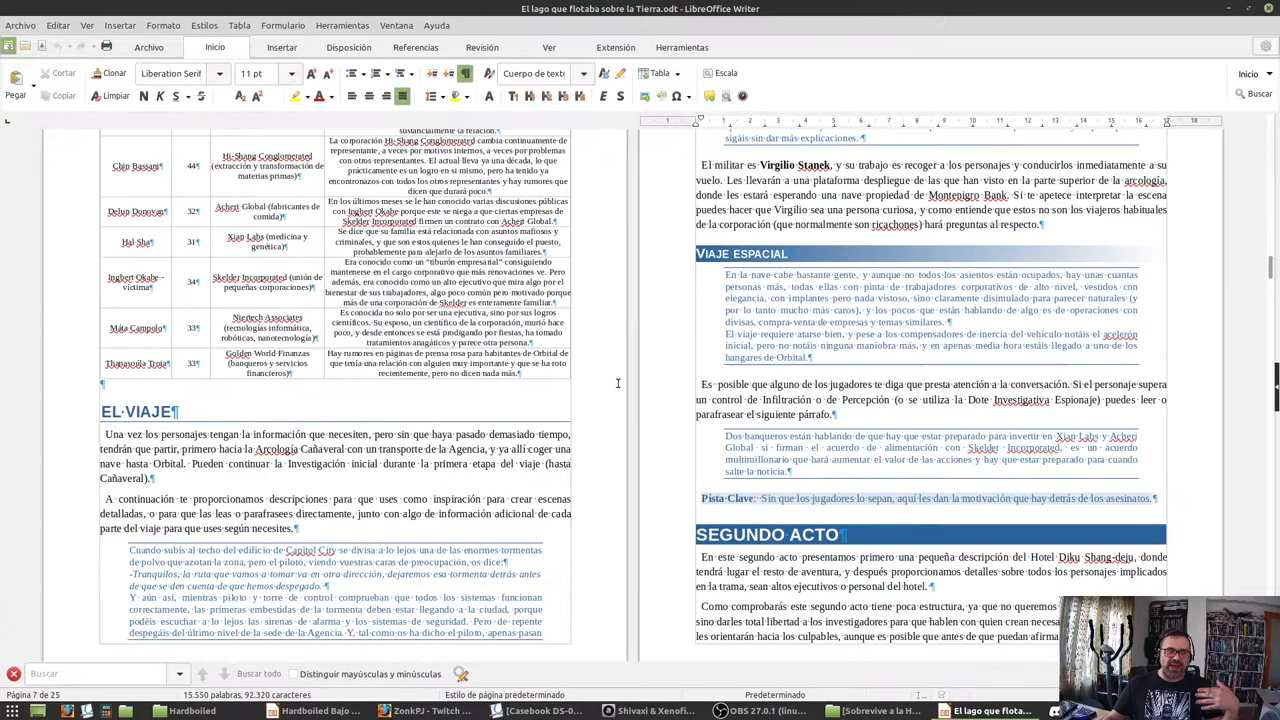 El lago que flotaba sobre la Tierra.odt - LibreOffice Writer
Archivo Editar Ver Insertar Formato Estilos Tabla Formulario Herramientas Ventana Ayuda
Archivo Inicio Insertar Disposición Referencias Revisión Ver Extensión Herramientas
Pegar Cortar Clonar Liberation Serif 11 pt Cuerpo de texto Tabla Escala Inicio
Copiar Limpiar Buscar
sustancialmente la relación.¶
Chip Bassani¶
44¶
Hi-Shang Conglomerated
(extracción y transformación de
materias primas)¶
La corporación Hi-Shang Conglomerated cambia continuamente de
representante, a veces por motivos internos, a veces por problemas
con otros representantes. El actual lleva ya una década, lo que
prácticamente es un logro en si mismo, pero ha tenido ya
encontronazos con todos los otros representantes y hay rumores que
dicen que durará poco.¶
Delun Donovan¶
32¶
Acheri Global (fabricantes de
comida)¶
En los últimos meses se le han conocido varias discusiones públicas
con Ingbert Okabe porque este se niega a que ciertas empresas de
Skelder Incorporated firmen un contrato con Acheri Global.¶
Hal Sha¶
31¶
Xian Labs (medicina y
genética)¶
Se dice que su familia está relacionada con asuntos mafiosos y
criminales, y que son estos quienes le han conseguido el puesto,
probablemente para alejarlo de los asuntos familiares.¶
Ingbert Okabe -
víctima¶
34¶
Skelder Incorporated (unión de
pequeñas corporaciones)¶
Era conocido como un "tiburón empresarial" consiguiendo
mantenerse en el cargo corporativo que más renovaciones ve. Pero
además, era conocido como un alto ejecutivo que mira algo por el
bienestar de sus trabajadores, algo poco común pero motivado porque
más de una corporación de Skelder es enteramente familiar.¶
Máta Campolo¶
33¶
Niertech Associates
(tecnologías informática,
robóticas, nanotecnología)¶
Es conocida no solo por ser una ejecutiva, sino por sus logros
científicos. Su esposo, un científico de la corporación, murió hace
poco, y desde entonces se está prodigando por fiestas, ha tomado
tratamientos anagáticos y parece otra persona.¶
Thanasoula Troia¶
33¶
Golden World Finanzas
(banqueros y servicios
financieros)¶
Hay rumores en páginas de prensa rosa para habitantes de Orbital de
que tenía una relación con alguien muy importante y que se ha roto
recientemente, pero no dicen nada más.¶
¶
EL·VIAJE¶
Una vez los personajes tengan la información que necesiten, pero sin que haya pasado demasiado tiempo,
tendrán que partir, primero hacia la Arcología Cañaveral con un transporte de la Agencia, y ya allí coger una
nave hasta Orbital. Pueden continuar la Investigación inicial durante la primera etapa del viaje (hasta
Cañaveral).¶
A continuación te proporcionamos descripciones para que uses como inspiración para crear escenas
detalladas, o para que las leas o parafrasees directamente, junto con algo de información adicional de cada
parte del viaje para que uses según necesites.¶
Cuando subís al techo del edificio de Capitol City se divisa a lo lejos una de las enormes tormentas
de polvo que azotan la zona, pero el piloto, viendo vuestras caras de preocupación, os dice:¶
-Tranquilos, la ruta que vamos a tomar va en otra dirección, dejaremos esa tormenta detrás antes
de que se den cuenta de que hemos despegado.¶
Y aún así, mientras piloto y torre de control comprueban que todos los sistemas funcionan
correctamente, las primeras embestidas de la tormenta deben estar llegando a la ciudad, porque
podéis escuchar a lo lejos las sirenas de alarma y los sistemas de seguridad. Pero de repente
despegáis del último nivel de la sede de la Agencia. Y, tal como os ha dicho el piloto, apenas pasan
1 1 2 3 4 5 6 7 8 9 10 11 12 13 14 15 16 17 18
sigáis sin dar más explicaciones. ¶
El militar es Virgilio Stanek, y su trabajo es recoger a los personajes y conducirlos inmediatamente a su
vuelo. Les llevarán a una plataforma despliegue de las que han visto en la parte superior de la arcología,
donde les estará esperando una nave propiedad de Montenigro Bank. Si te apetece interpretar la escena
puedes hacer que Virgilio sea una persona curiosa, y como entiende que estos no son los viajeros habituales
de la corporación (que normalmente son ricachones) hará preguntas al respecto.¶
VIAJE ESPACIAL
En la nave cabe bastante gente, y aunque no todos los asientos están ocupados, hay unas cuantas
personas más, todas ellas con pinta de trabajadores corporativos de alto nivel, vestidos con
elegancia, con implantes pero nada vistoso, sino claramente disimulado para parecer naturales (y
por lo tanto mucho más caros), y los pocos que están hablando de algo es de operaciones con
divisas, compra-venta de empresas y temas similares. ¶
El viaje requiere atarse bien, y pese a los compensadores de inercia del vehículo notáis el acelerón
inicial, pero no notáis ninguna maniobra más, y en apenas media hora estáis llegado a uno de los
hangares de Orbital.¶
Es posible que alguno de los jugadores te diga que presta atención a la conversación. Si el personaje supera
un control de Infiltración o de Percepción (o se utiliza la Dote Investigativa Espionaje) puedes leer o
parafrasear el siguiente párrafo.¶
Dos banqueros están hablando de que hay que estar preparado para invertir en Xian Labs y Acheri
Global si firman el acuerdo de alimentación con Skelder Incorporated, es un acuerdo
multimillonario que hará aumentar el valor de las acciones y hay que estar preparado para cuando
salte la noticia.¶
Pista Clave: Sin que los jugadores lo sepan, aquí les dan la motivación que hay detrás de los asesinatos.¶
SEGUNDO ACTO¶
En este segundo acto presentamos primero una pequeña descripción del Hotel Diku Shang-deju, donde
tendrá lugar el resto de aventura, y después proporcionamos detalles sobre todos los personajes implicados
en la trama, sean altos ejecutivos o personal del hotel. ¶
Como comprobarás este segundo acto tiene poca estructura, ya que no queremos
sino darles total libertad a los investigadores para que hablen con quien crean necesa
les orientarán hacia los culpables, aunque es posible que antes de que puedan afirma
Buscar Buscar todo Distinguir mayúsculas y minúsculas
Página 7 de 25 15.550 palabras, 92.320 caracteres Estilo de página predeterminado Predeterminado
Hardboiled Hardboiled Bajo ... ZonkPJ - Twitch ... [Casebook DS-0... Shivaxi & Xenofi... OBS 27.0.1 (linu... [Sobrevive a la H... El lago que flota...